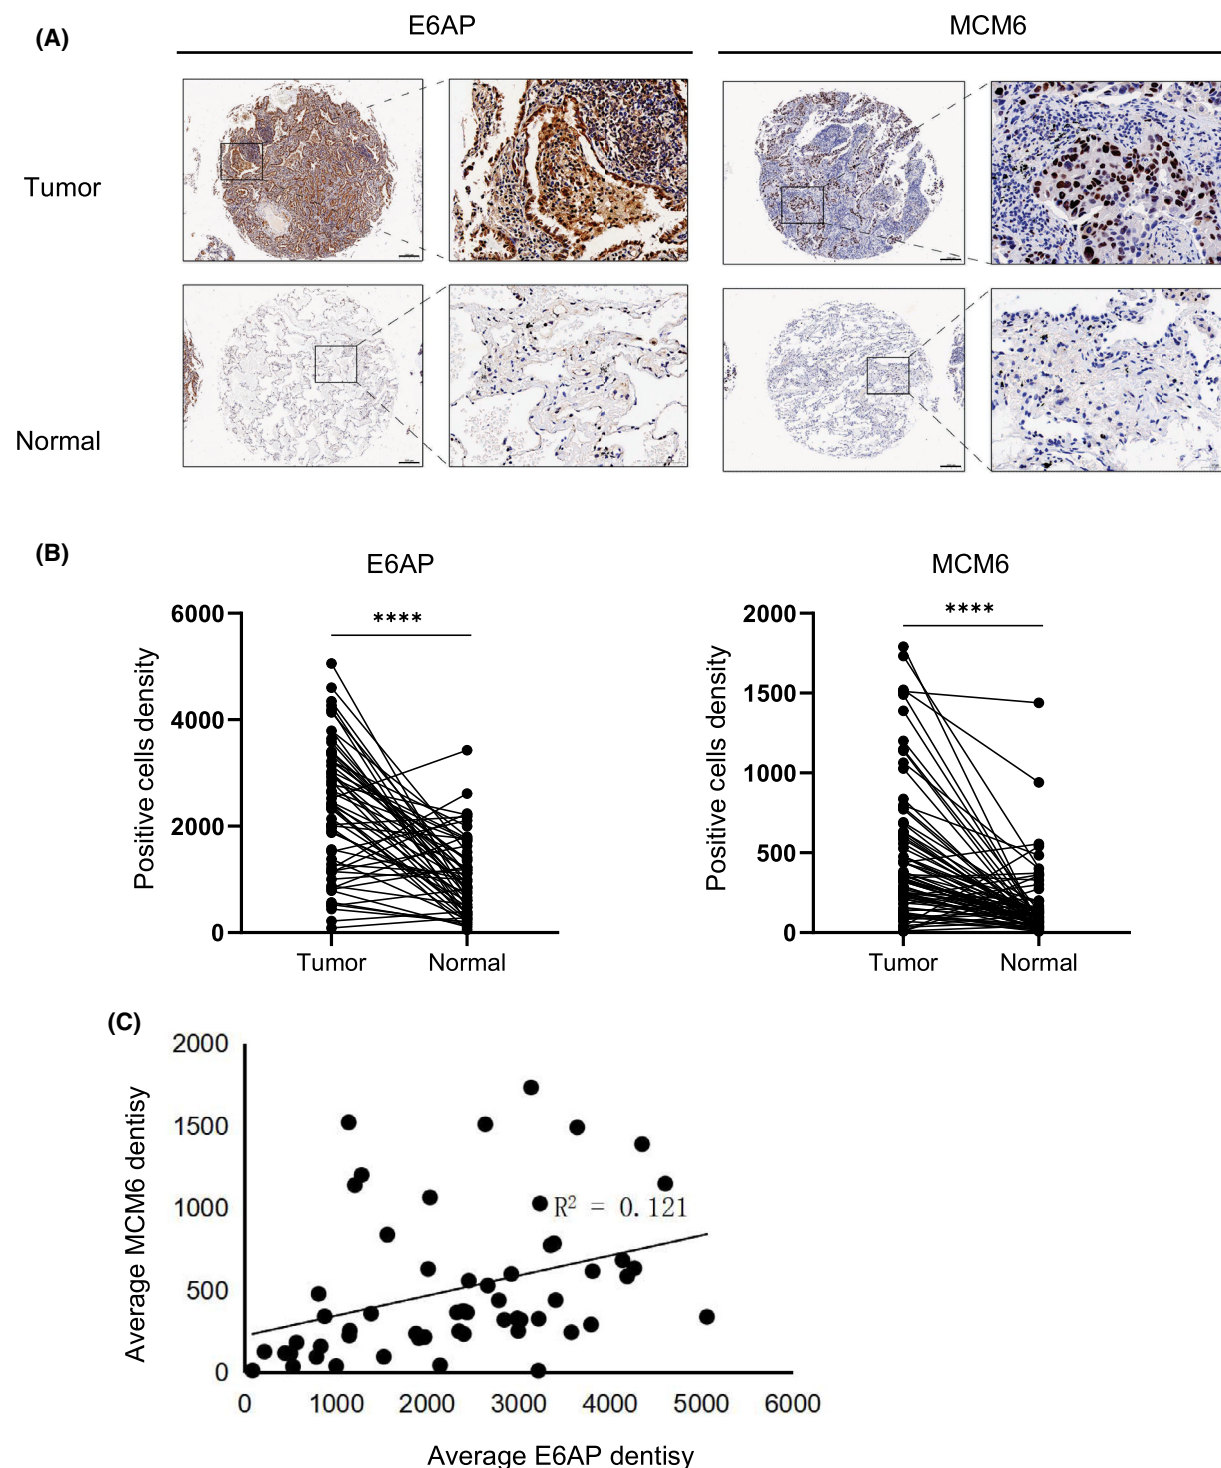 (A)
E6AP
MCM6
Tumor
Normal
(B)
E6AP
MCM6
****
****
Positive cells density
6000
4000
2000
0
Tumor
Normal
Positive cells density
2000
1500
1000
500
0
Tumor
Normal
(C)
Average MCM6 dentisy
2000
1500
1000
500
0
R² = 0.121
0
1000
2000
3000
4000
5000
6000
Average E6AP dentisy